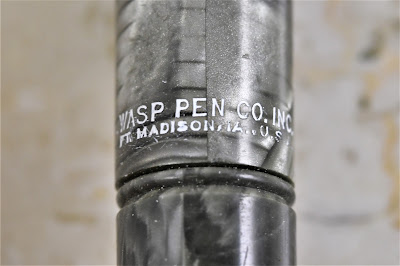 WASP PEN CO. INC.
FT. MADISON, IA., U.S.